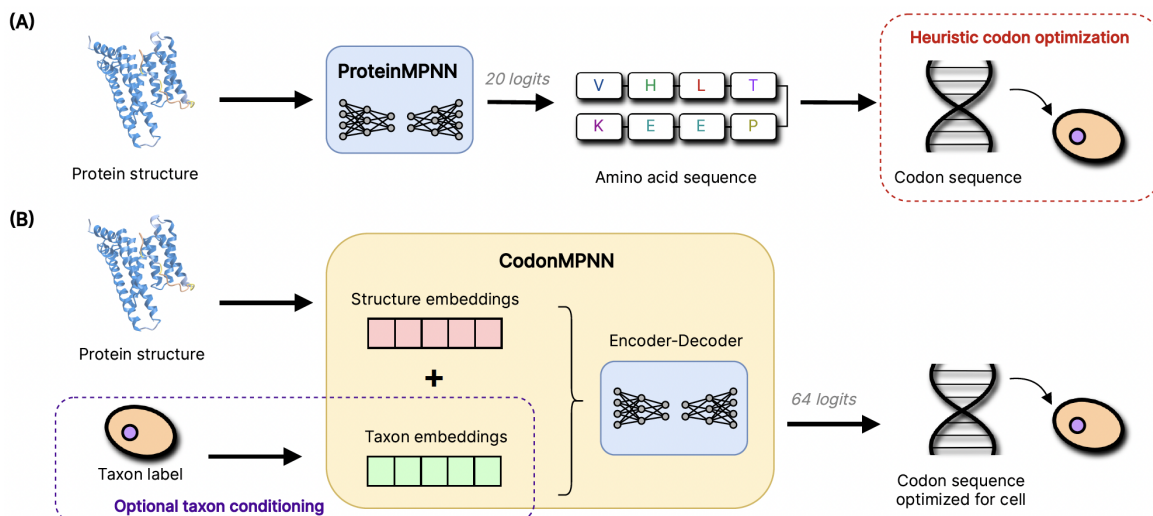 (A)
Heuristic codon optimization
ProteinMPNN
20 logits
V H L T
K E E P
Protein structure
Amino acid sequence
Codon sequence
(B)
CodonMPNN
Structure embeddings
+
Encoder-Decoder
Protein structure
64 logits
Taxon embeddings
Taxon label
Optional taxon conditioning
Codon sequence
optimized for cell